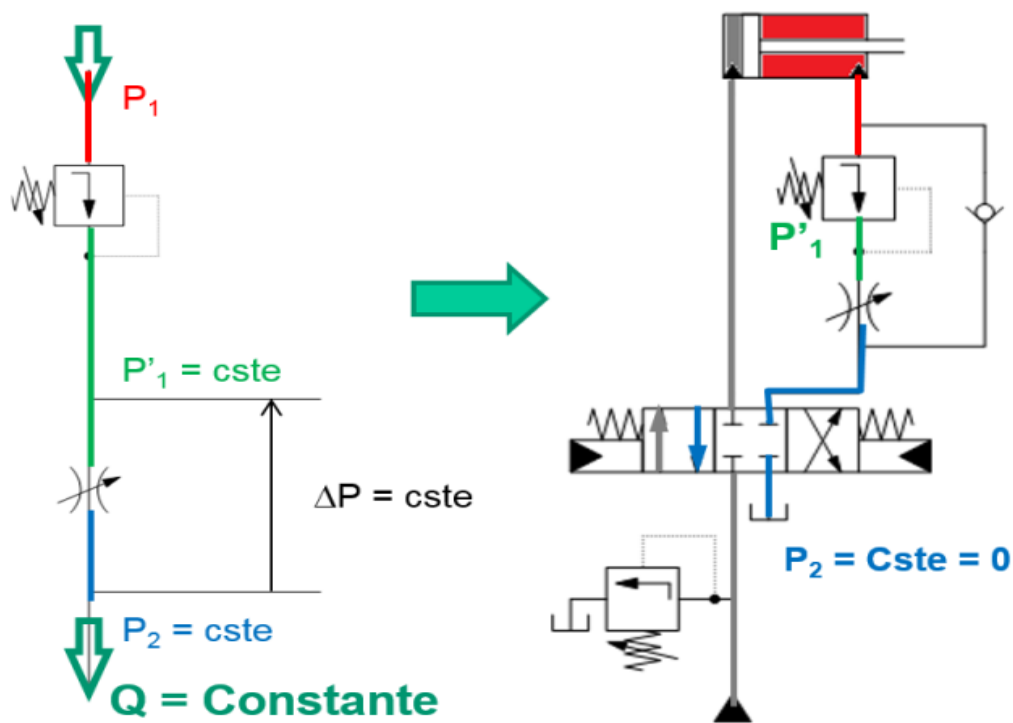 P₁
P'₁ = cste
ΔP = cste
P₂ = cste
Q = Constante
P'₁
P₂ = Cste = 0